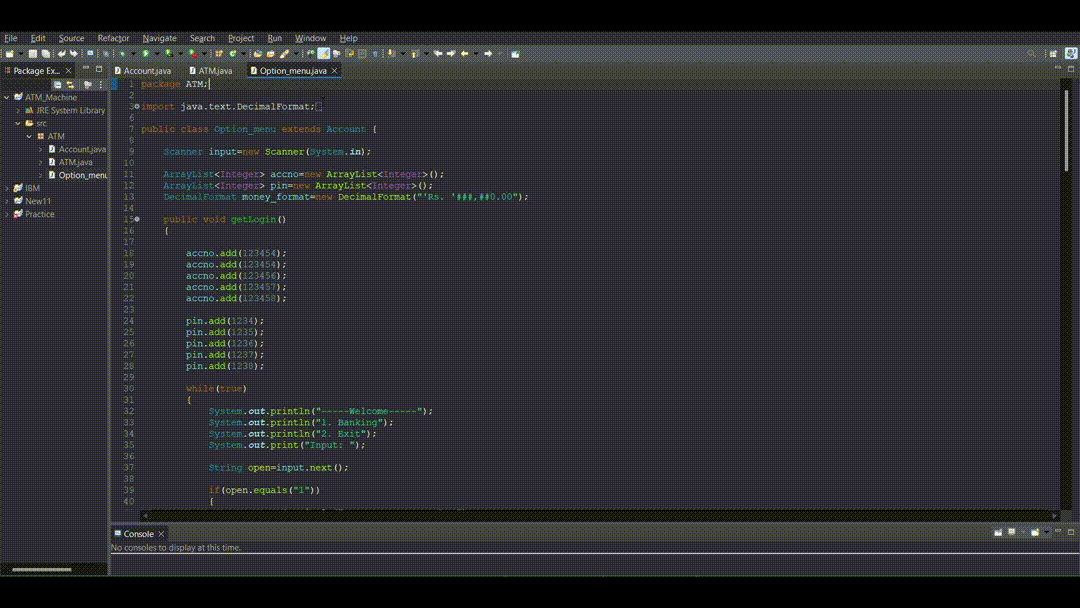 File Edit Source Refactor Navigate Search Project Run Window Help
Package Ex...
Account.java ATM.java Option_menu.java
ATM_Machine
JRE System Library
src
ATM
Account.java
ATM.java
Option_menu
IBM
New11
Practice
1 package ATM;
2
3 import java.text.DecimalFormat;
6
7 public class Option_menu extends Account {
8
9 Scanner input=new Scanner(System.in);
10
11 ArrayList<Integer> accno=new ArrayList<Integer>();
12 ArrayList<Integer> pin=new ArrayList<Integer>();
13 DecimalFormat money_format=new DecimalFormat("'Rs. '###,##0.00");
14
15 public void getLogin()
16 {
17
18 accno.add(123454);
19 accno.add(123454);
20 accno.add(123456);
21 accno.add(123457);
22 accno.add(123458);
23
24 pin.add(1234);
25 pin.add(1235);
26 pin.add(1236);
27 pin.add(1237);
28 pin.add(1238);
29
30 while(true)
31 {
32 System.out.println("-----Welcome-----");
33 System.out.println("1. Banking");
34 System.out.println("2. Exit");
35 System.out.print("Input: ");
36
37 String open=input.next();
38
39 if(open.equals("1"))
40 {
Console
No consoles to display at this time.